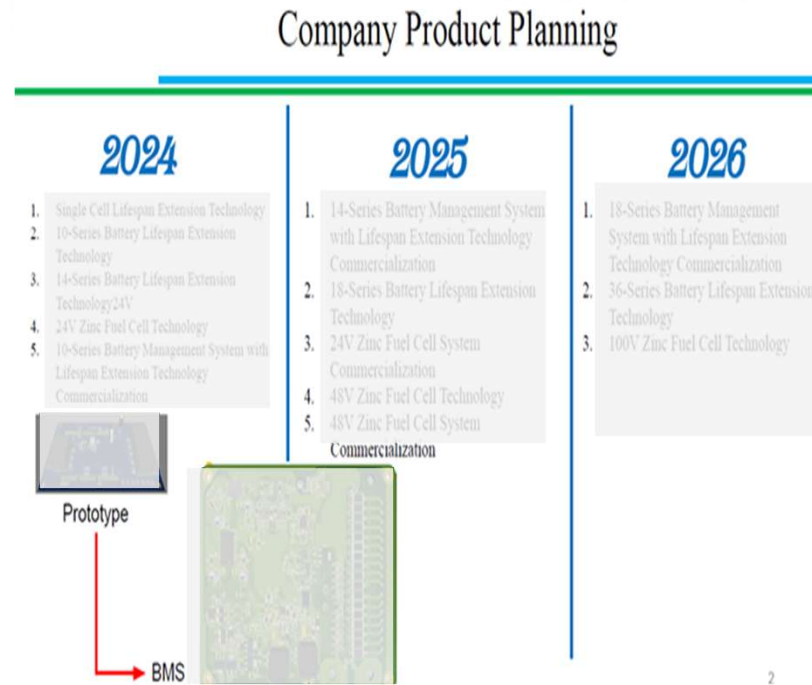 Company Product Planning
2024
1. Single Cell Lifespan Extension Technology
2. 10-Series Battery Lifespan Extension
Technology
3. 14-Series Battery Lifespan Extension
Technology24V
4. 24V Zinc Fuel Cell Technology
5. 10-Series Battery Management System with
Lifespan Extension Technology
Commercialization
Prototype
BMS
2025
1. 14-Series Battery Management System
with Lifespan Extension Technology
Commercialization
2. 18-Series Battery Lifespan Extension
Technology
3. 24V Zinc Fuel Cell System
Commercialization
4. 48V Zinc Fuel Cell Technology
5. 48V Zinc Fuel Cell System
Commercialization
2026
1. 18-Series Battery Management
System with Lifespan Extension
Technology Commercialization
2. 36-Series Battery Lifespan Extension
Technology
3. 100V Zinc Fuel Cell Technology
2